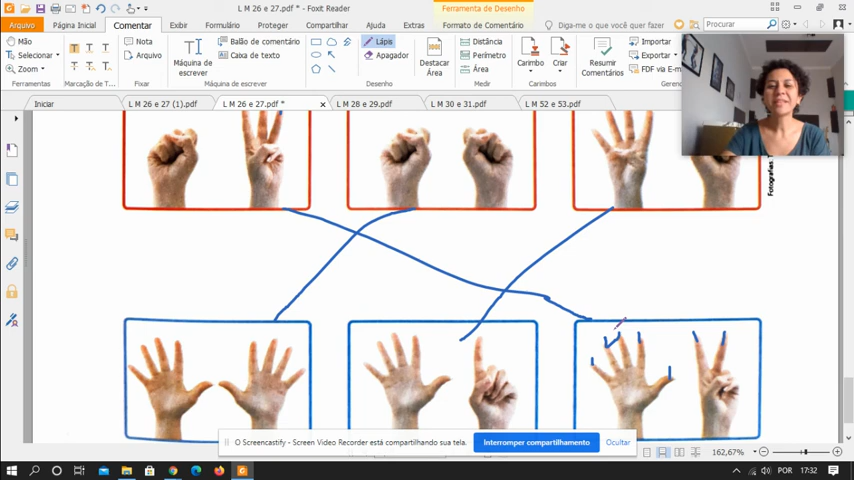 L M 26 e 27.pdf * - Foxt Reader
Ferramenta de Desenho
Arquivo Página Inicial Comentar Exibir Formulário Proteger Compartilhar Ajuda Extras Formato de Comentário Diga-me o que quiser fazer... Procurar
Mão
Selecionar
Zoom
Marcação de T...
Nota
Arquivo
Fixar
Máquina de escrever
Balão de comentário
Caixa de texto
Máquina de escrever
Lápis
Apagador
Desenho
Destacar Área
Distância
Perímetro
Área
Medir
Carimbo
Criar
Carimbo
Resumir Comentários
Importar
Exportar
FDF via E-m
Geren
Iniciar L M 26 e 27 (1).pdf L M 26 e 27.pdf * L M 28 e 29.pdf L M 30 e 31.pdf L M 52 e 53.pdf
Fotografias
O Screencastify - Screen Video Recorder está compartilhando sua tela. Interromper compartilhamento Ocultar
162,67%
POR 17:32